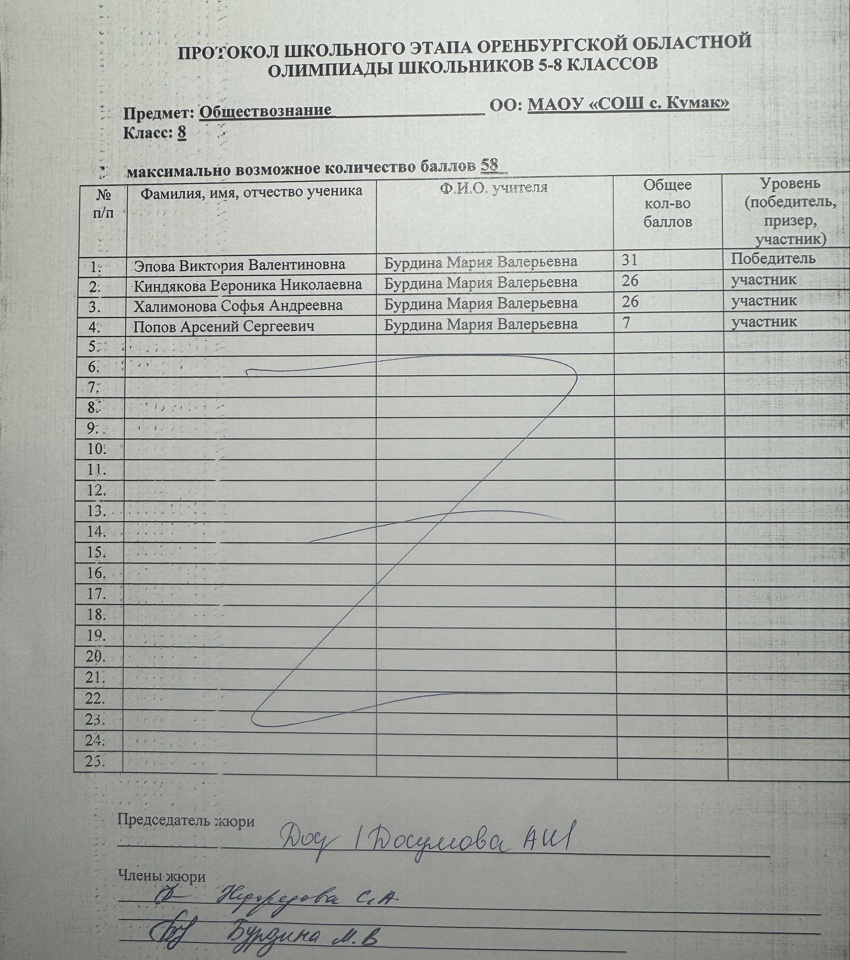 ПРОТОКОЛ ШКОЛЬНОГО ЭТАПА ОРЕНБУРГСКОЙ ОБЛАСТНОЙ
ОЛИМПИАДЫ ШКОЛЬНИКОВ 5-8 КЛАССОВ
Предмет: Обществознание ОО: МАОУ «СОШ с. Кумак»
Класс: 8
максимально возможное количество баллов 58
№ п/п Фамилия, имя, отчество ученика Ф.И.О. учителя Общее кол-во баллов Уровень (победитель, призер, участник)
1. Эпова Виктория Валентиновна Бурдина Мария Валерьевна 31 Победитель
2. Киндякова Вероника Николаевна Бурдина Мария Валерьевна 26 участник
3. Халимонова Софья Андреевна Бурдина Мария Валерьевна 26 участник
4. Попов Арсений Сергеевич Бурдина Мария Валерьевна 7 участник
5.
6.
7.
8.
9.
10.
11.
12.
13.
14.
15.
16.
17.
18.
19.
20.
21.
22.
23.
24.
25.
Председатель жюри
Досумова
Члены жюри
С.А
Бурдина М.В